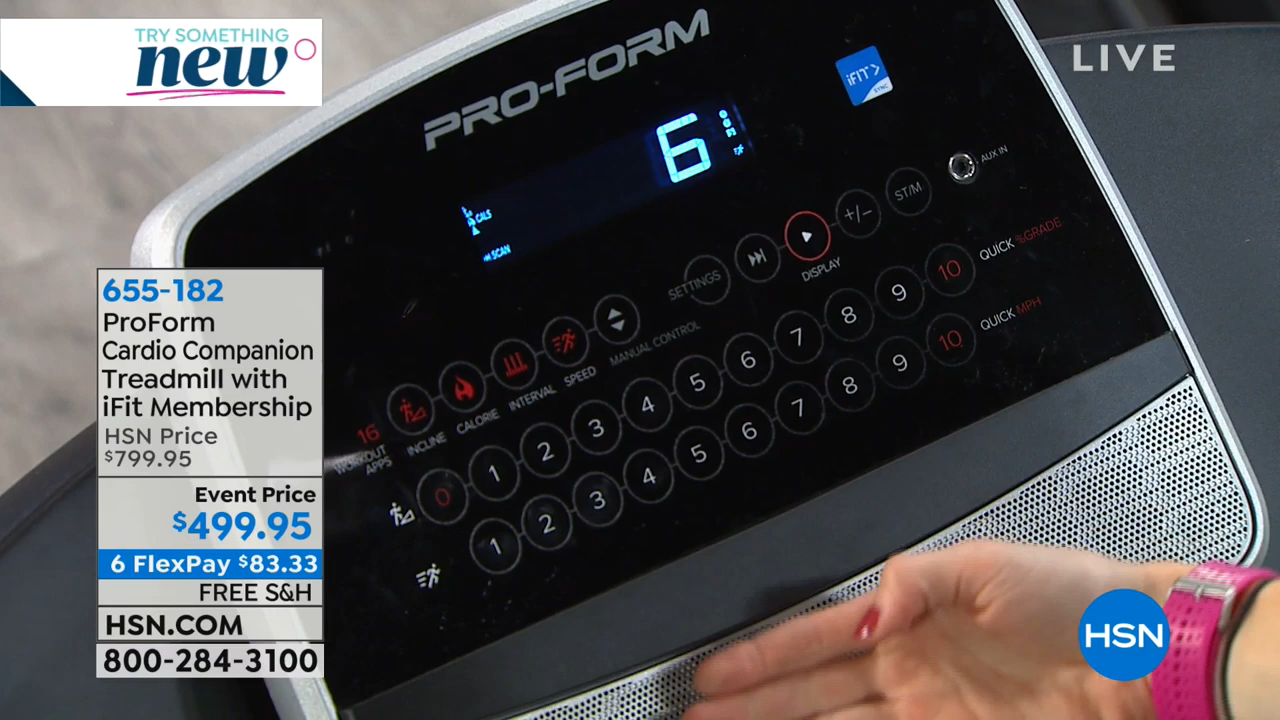 TRY SOMETHING
new
LIVE
PRO-FORM
iFIT
SYNC
6
CALS
SCAN
AUX IN
ST/M
+/-
DISPLAY
SETTINGS
MANUAL CONTROL
SPEED
INTERVAL
CALORIE
INCLINE
16
WORKOUT
APPS
0 1 2 3 4 5 6 7 8 9 10 QUICK %GRADE
1 2 3 4 5 6 7 8 9 10 QUICK MPH
655-182
ProForm
Cardio Companion
Treadmill with
iFit Membership
HSN Price
$799.95
Event Price
$499.95
6 FlexPay $83.33
FREE S&H
HSN.COM
800-284-3100
HSN